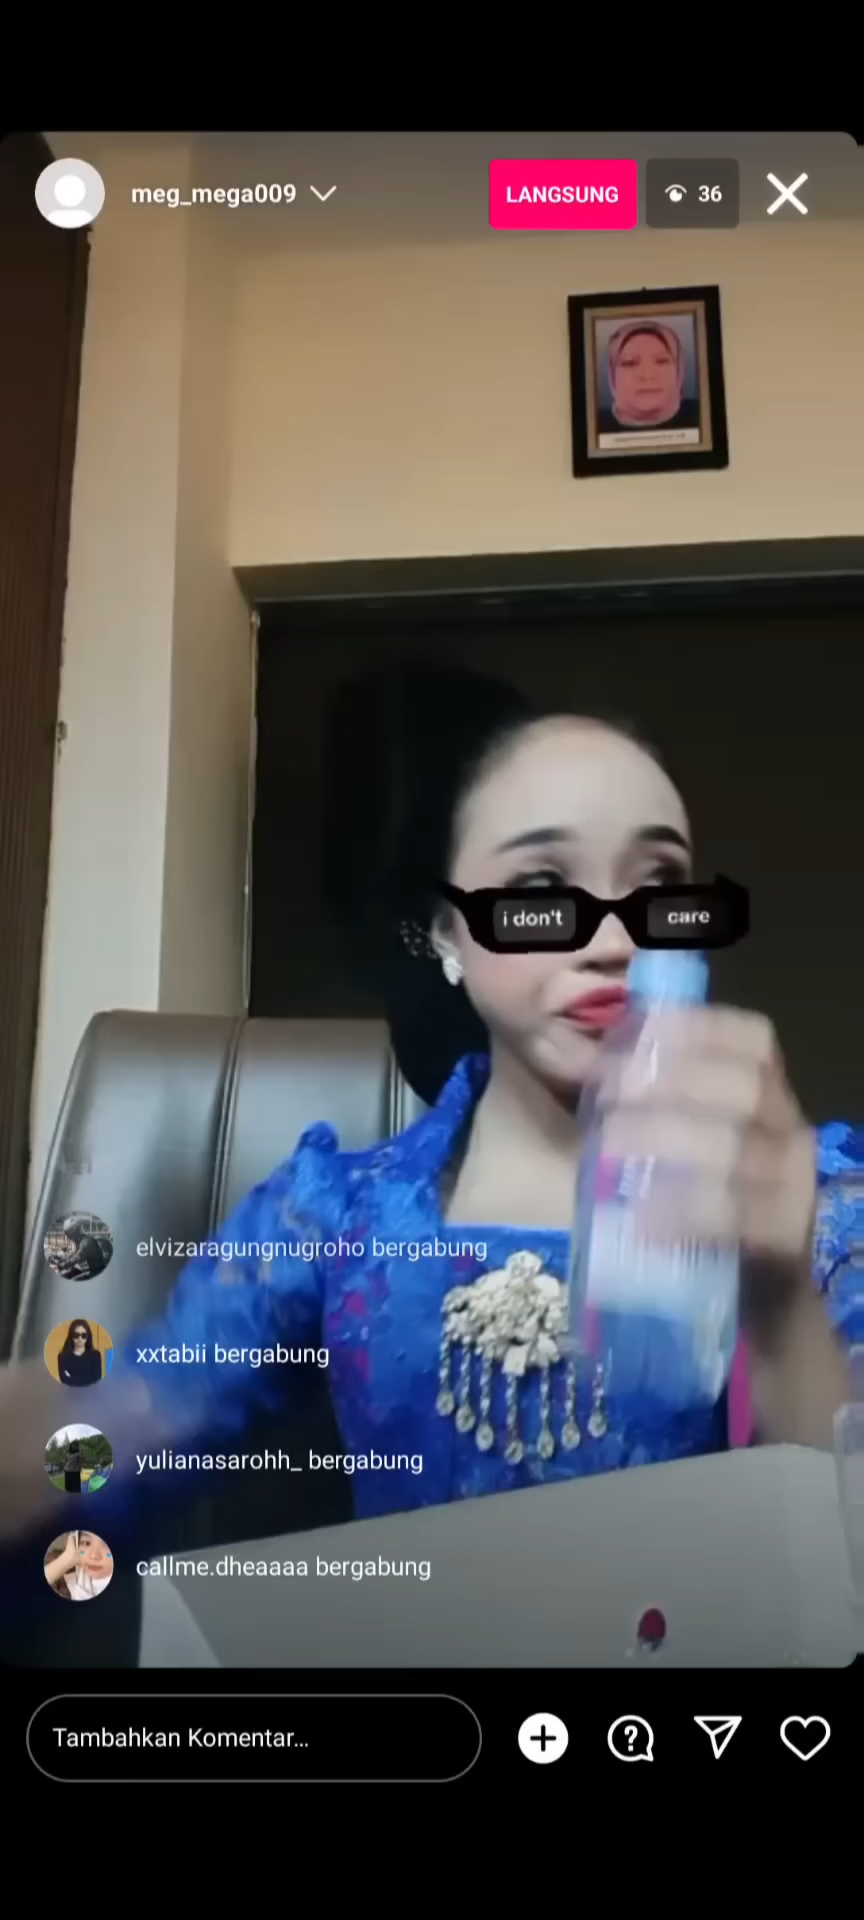 meg_mega009
LANGSUNG
36
i don't care
elvizaragungnugroho bergabung
xxtabii bergabung
yulianasarohh_ bergabung
callme.dheaaaa bergabung
Tambahkan Komentar...